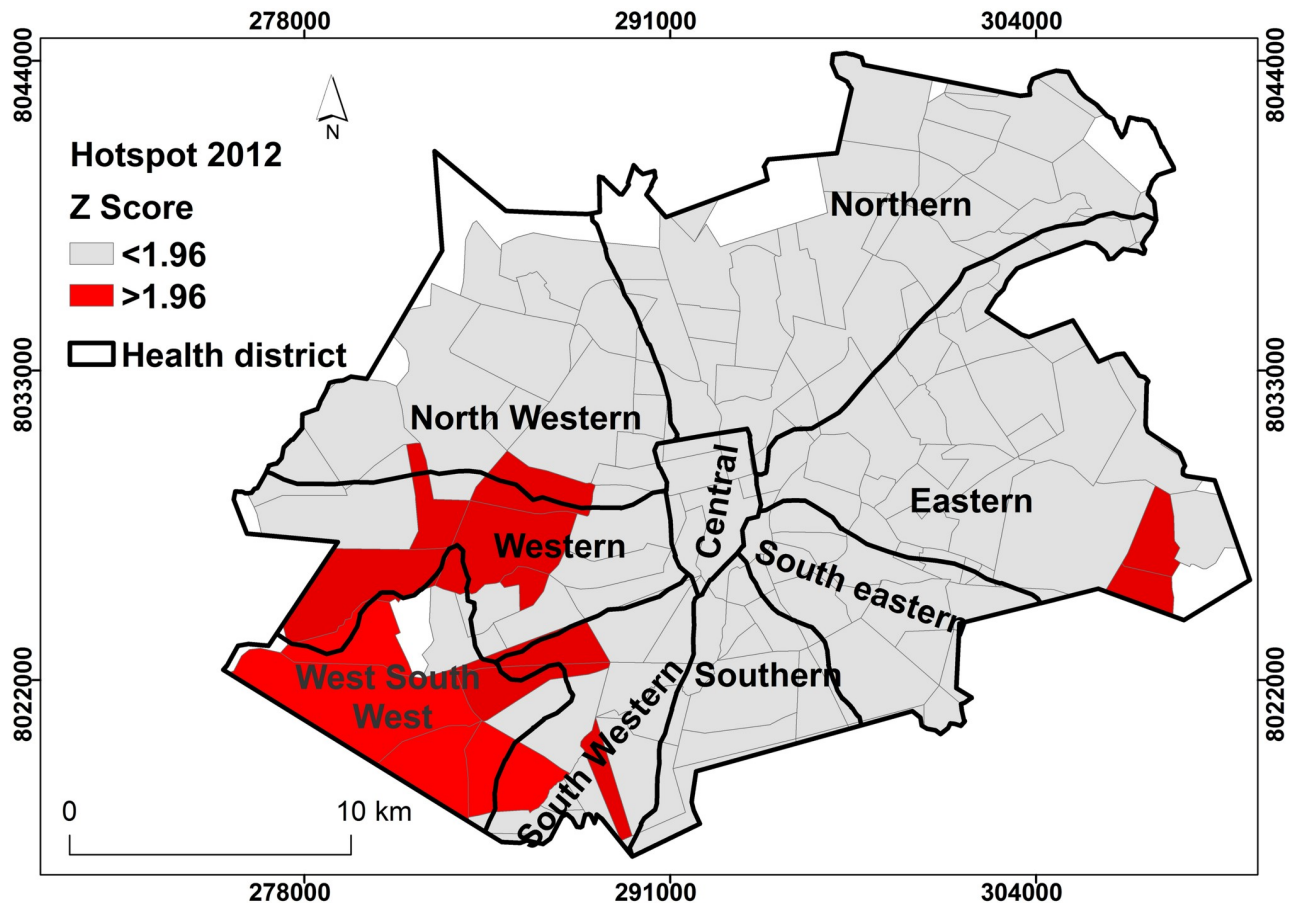 278000 291000 304000
8044000 8044000
N
Hotspot 2012
Z Score
<1.96
>1.96
Health district
Northern
8033000 8033000
North Western
Central
Eastern
Western
South eastern
8022000 8022000
West South
West
Southern
South Western
0 10 km
278000 291000 304000